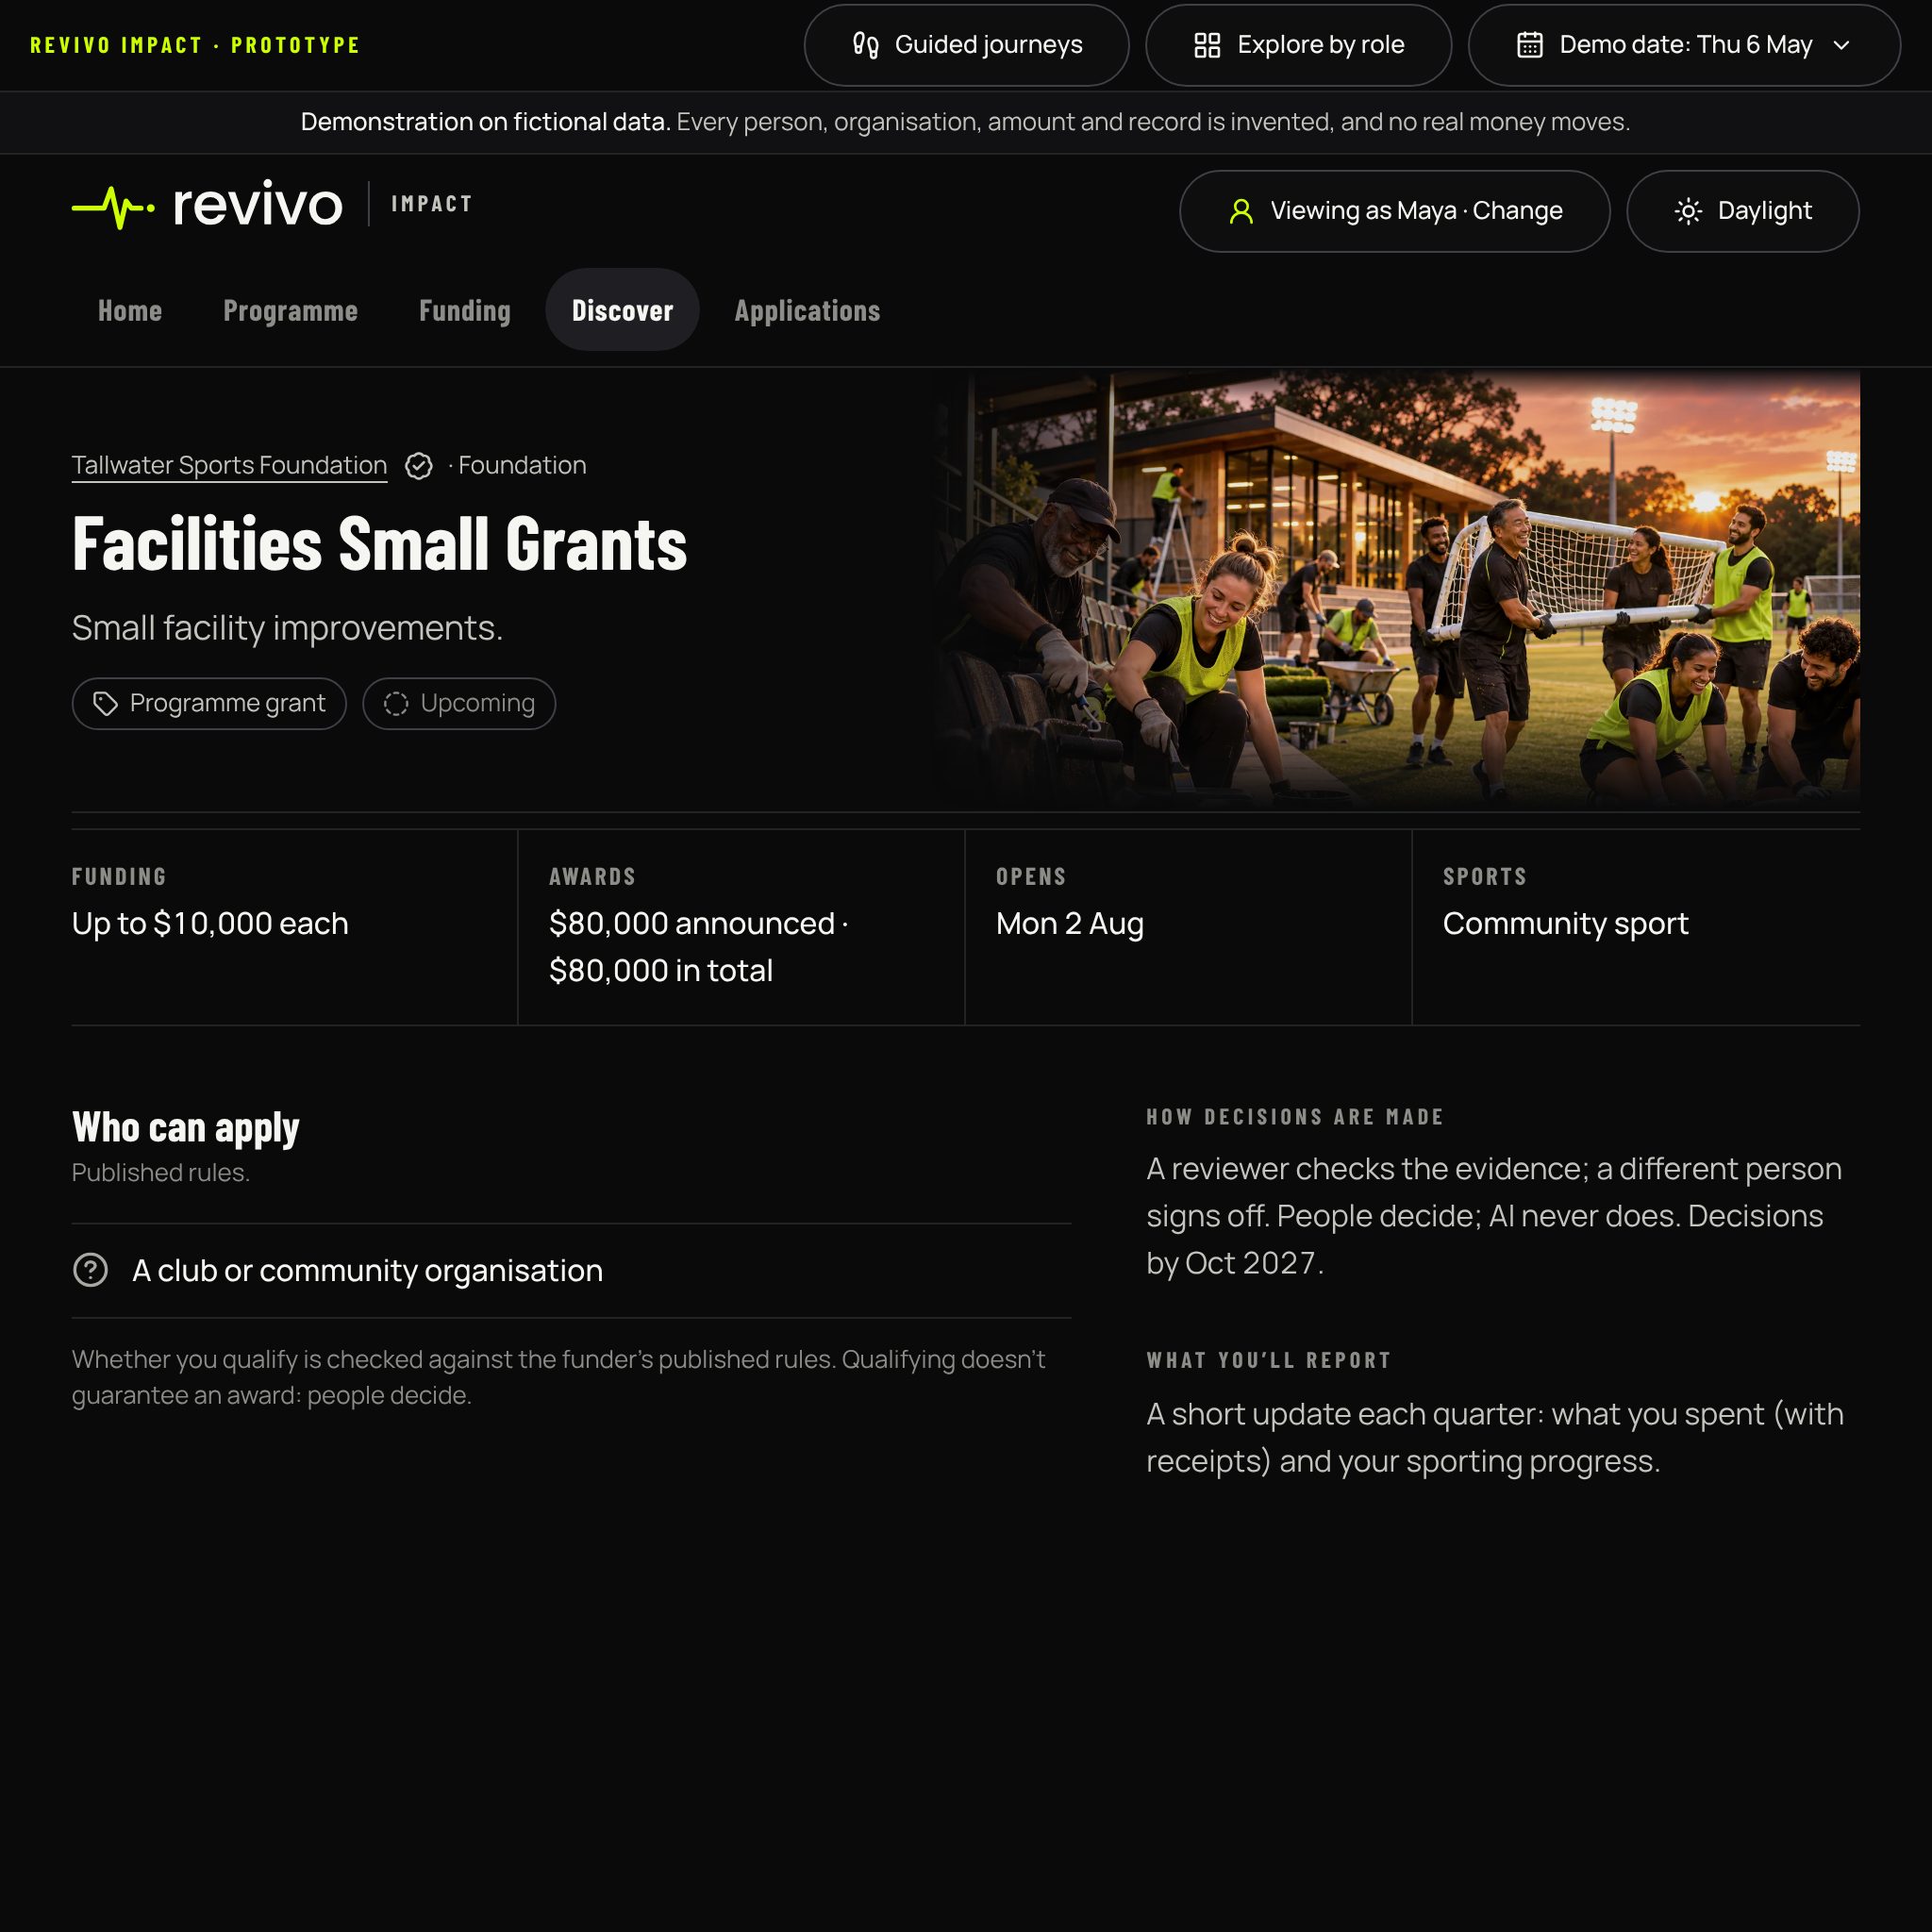 REVIVO IMPACT · PROTOTYPE
Guided journeys
Explore by role
Demo date: Thu 6 May
Demonstration on fictional data. Every person, organisation, amount and record is invented, and no real money moves.
revivo
IMPACT
Viewing as Maya · Change
Daylight
Home
Programme
Funding
Discover
Applications
Tallwater Sports Foundation · Foundation
Facilities Small Grants
Small facility improvements.
Programme grant
Upcoming
FUNDING
Up to $10,000 each
AWARDS
$80,000 announced ·
$80,000 in total
OPENS
Mon 2 Aug
SPORTS
Community sport
Who can apply
Published rules.
A club or community organisation
Whether you qualify is checked against the funder’s published rules. Qualifying doesn’t
guarantee an award: people decide.
HOW DECISIONS ARE MADE
A reviewer checks the evidence; a different person
signs off. People decide; AI never does. Decisions
by Oct 2027.
WHAT YOU’LL REPORT
A short update each quarter: what you spent (with
receipts) and your sporting progress.